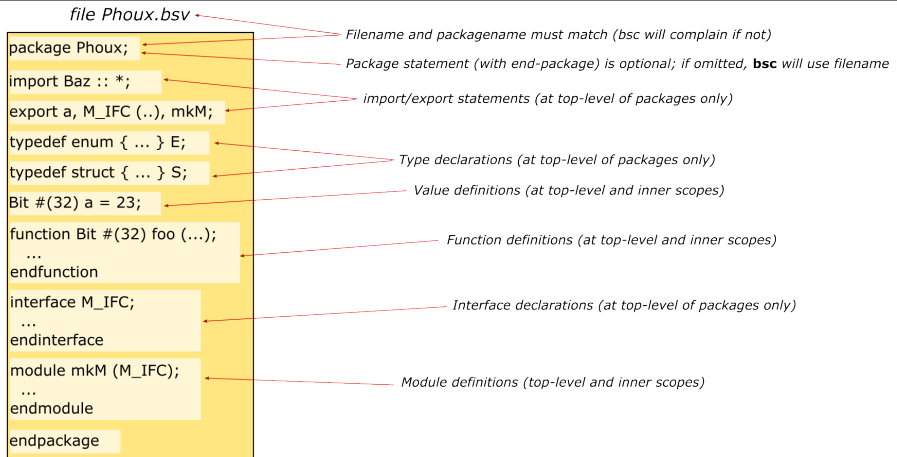 file Phoux.bsv
package Phoux;
Filename and packagename must match (bsc will complain if not)
Package statement (with end-package) is optional; if omitted, bsc will use filename
import Baz :: *;
import/export statements (at top-level of packages only)
export a, M_IFC (..), mkM;
typedef enum { ... } E;
Type declarations (at top-level of packages only)
typedef struct { ... } S;
Bit #(32) a = 23;
Value definitions (at top-level and inner scopes)
function Bit #(32) foo (...);
...
endfunction
Function definitions (at top-level and inner scopes)
interface M_IFC;
...
endinterface
Interface declarations (at top-level of packages only)
module mkM (M_IFC);
...
endmodule
Module definitions (top-level and inner scopes)
endpackage